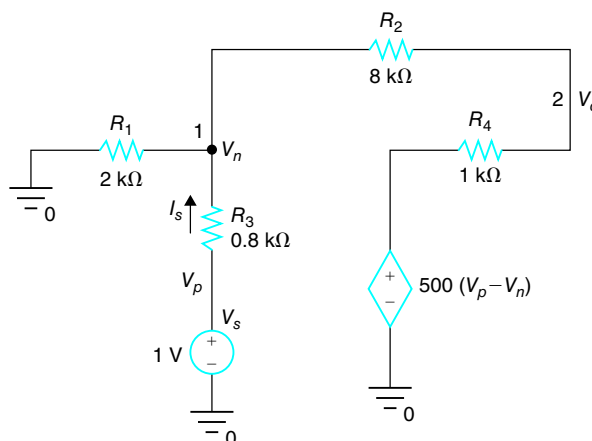 R2
8 kΩ
2
R1
1
Vn
R4
2 kΩ
1 kΩ
0
Is
R3
0.8 kΩ
Vp
+
−
500 (Vp−Vn)
Vs
1 V
+
−
0
0